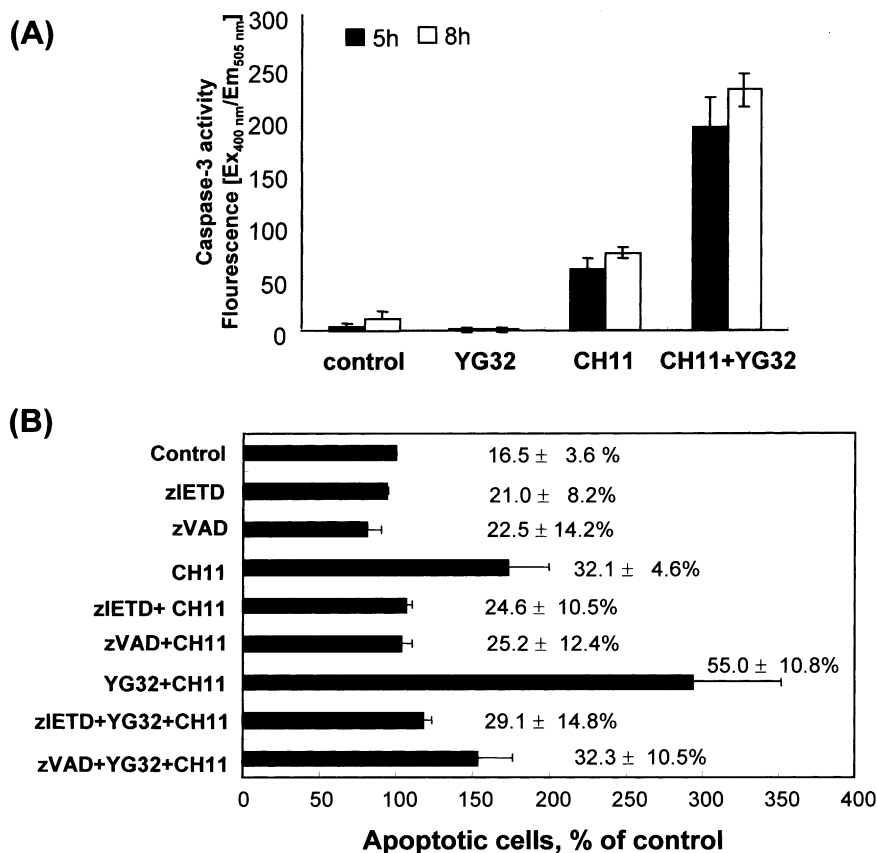 (A)
300
250
200
150
100
50
0
Caspase-3 activity
Flourescence [Ex400 nm/Em505 nm]
5h 8h
control YG32 CH11 CH11+YG32
(B)
Control 16.5 ± 3.6 %
zIETD 21.0 ± 8.2%
zVAD 22.5 ± 14.2%
CH11 32.1 ± 4.6%
zIETD+ CH11 24.6 ± 10.5%
zVAD+CH11 25.2 ± 12.4%
YG32+CH11 55.0 ± 10.8%
zIETD+YG32+CH11 29.1 ± 14.8%
zVAD+YG32+CH11 32.3 ± 10.5%
0 50 100 150 200 250 300 350 400
Apoptotic cells, % of control